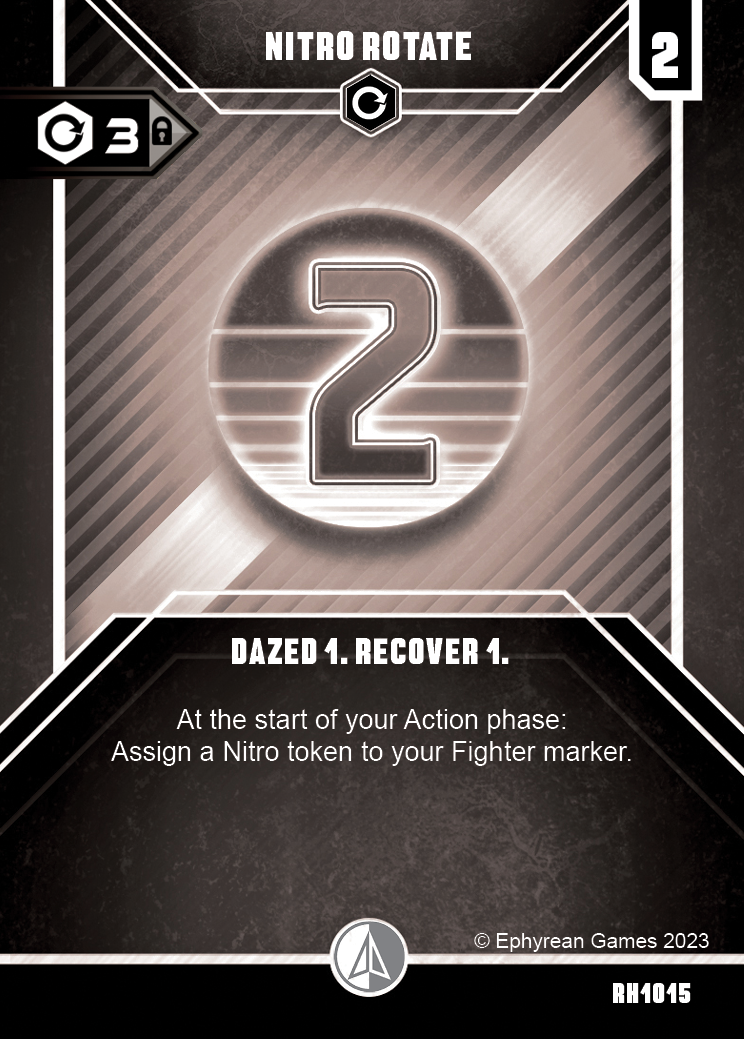 NITRO ROTATE
2
3
2
DAZED 1. RECOVER 1.
At the start of your Action phase:
Assign a Nitro token to your Fighter marker.
© Ephyrean Games 2023
RH1015